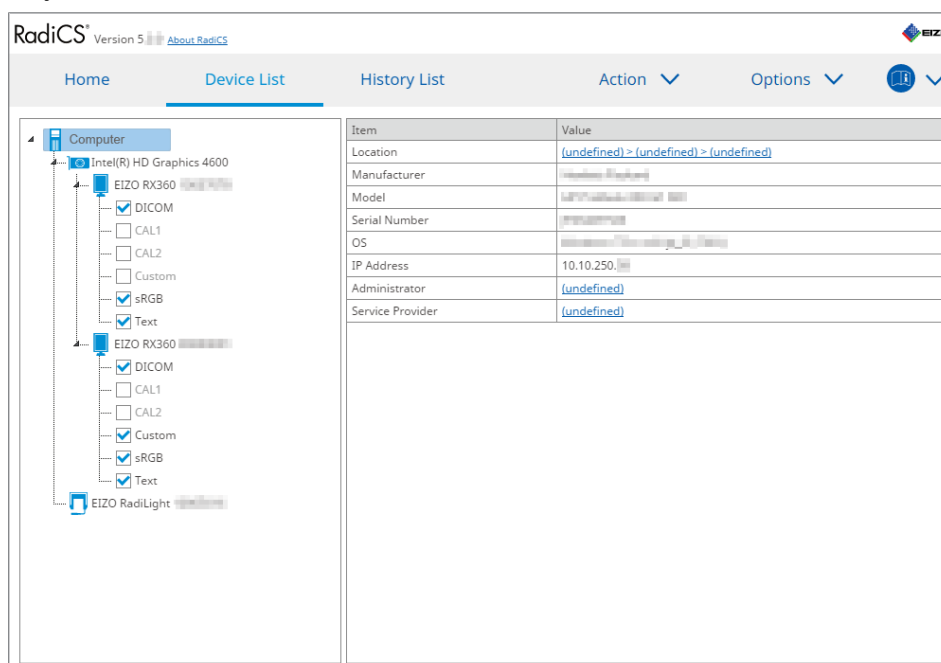 RadiCS® Version 5. About RadiCS
EIZ
Home Device List History List Action Options
Computer
Intel(R) HD Graphics 4600
EIZO RX360
DICOM
CAL1
CAL2
Custom
sRGB
Text
EIZO RX360
DICOM
CAL1
CAL2
Custom
sRGB
Text
EIZO RadiLight
Item Value
Location (undefined) > (undefined) > (undefined)
Manufacturer
Model
Serial Number
OS
IP Address 10.10.250.
Administrator (undefined)
Service Provider (undefined)